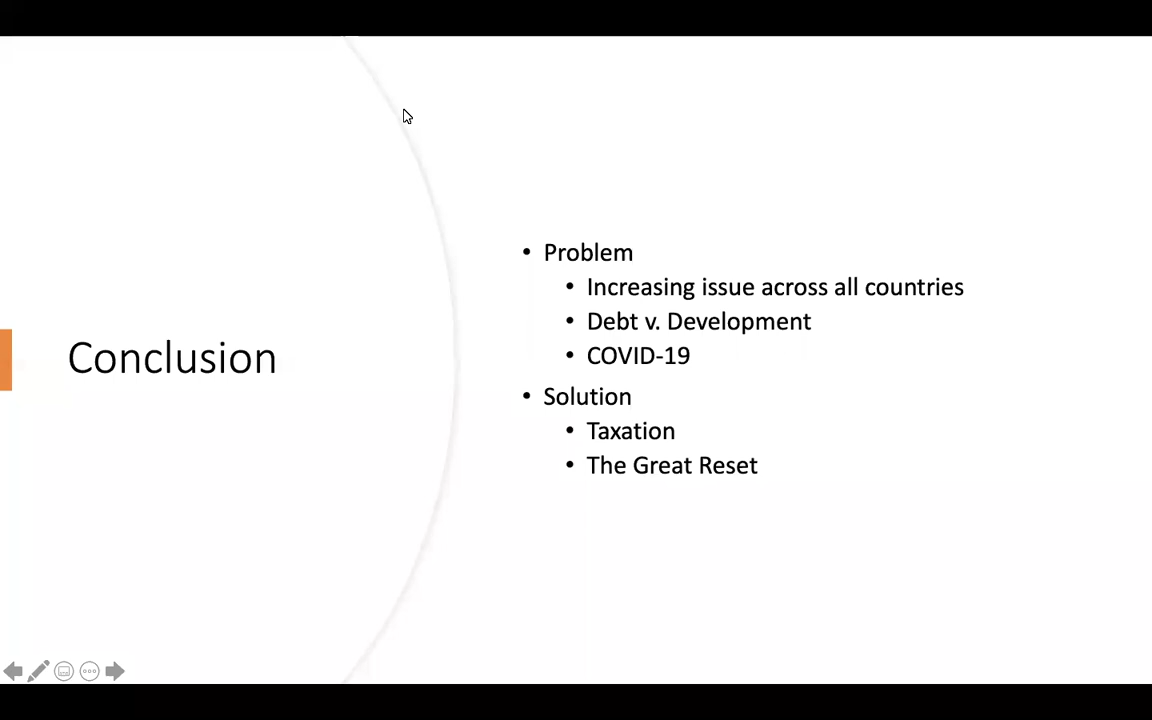 Conclusion
• Problem
• Increasing issue across all countries
• Debt v. Development
• COVID-19
• Solution
• Taxation
• The Great Reset